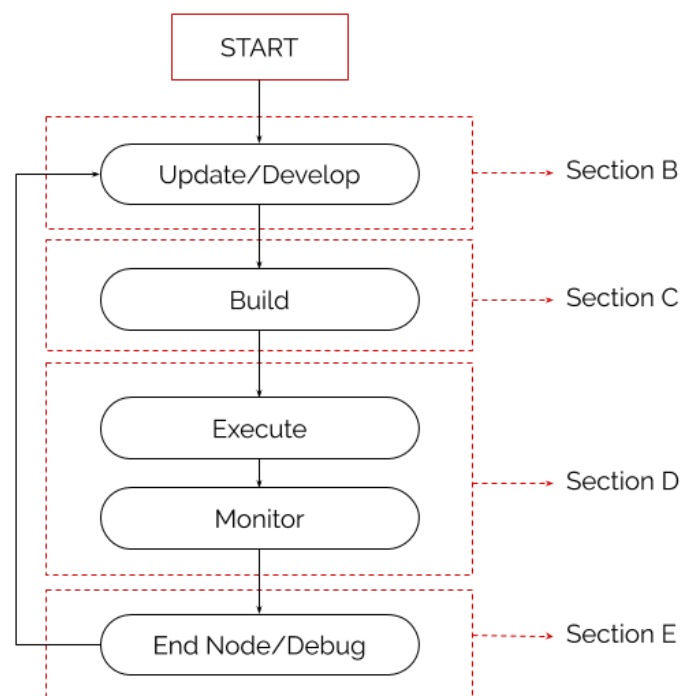 START
Update/Develop
Section B
Build
Section C
Execute
Section D
Monitor
End Node/Debug
Section E